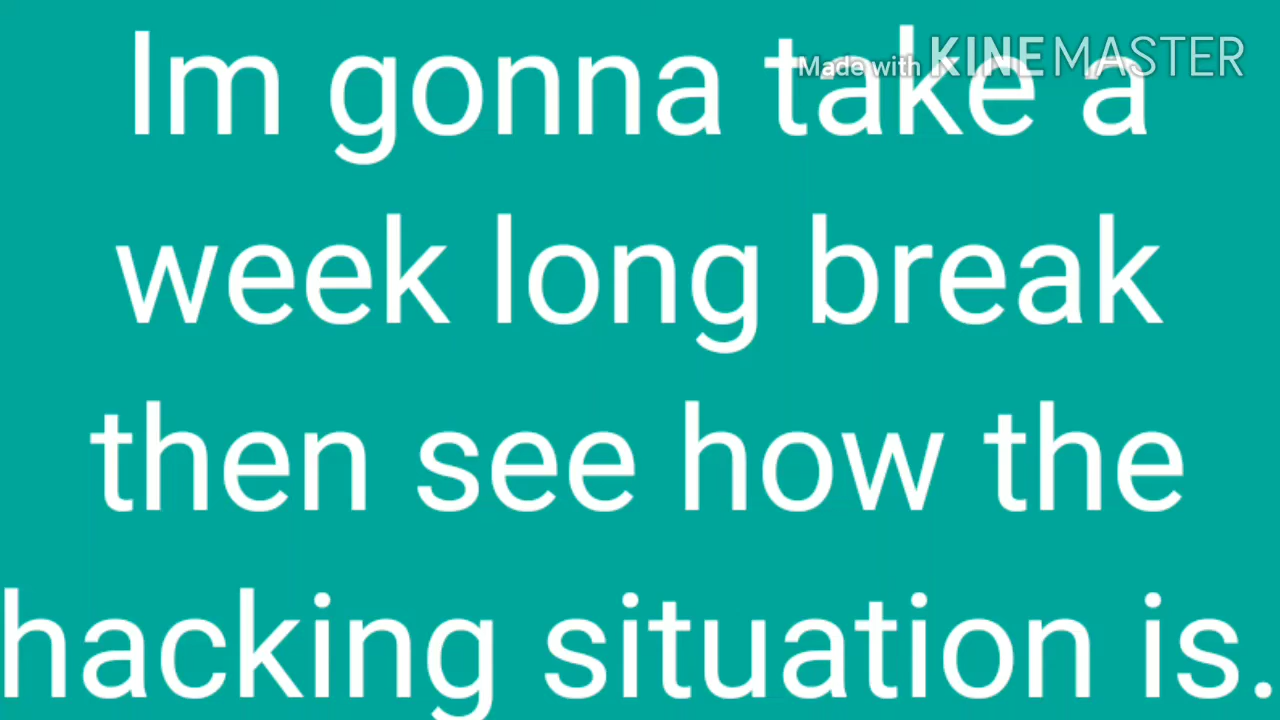 Im gonna take a
Made with KINEMASTER
week long break
then see how the
hacking situation is.